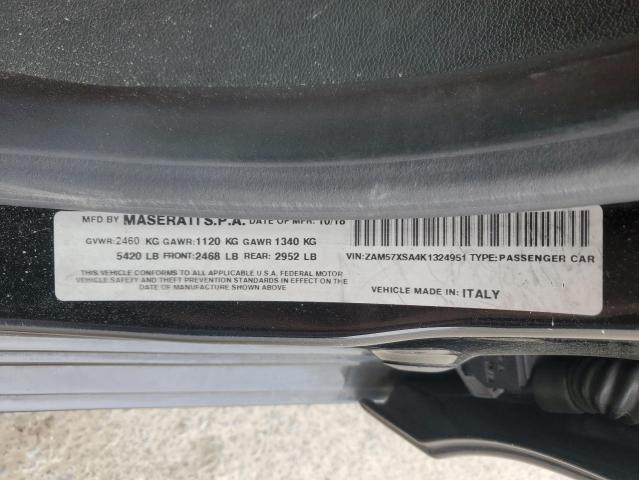 MFD BY MASERATI S.P.A. DATE OF MFR: 10/18
GVWR:2460 KG GAWR:1120 KG GAWR 1340 KG
5420 LB FRONT:2468 LB REAR: 2952 LB
THIS VEHICLE CONFORMS TO ALL APPLICABLE U.S.A. FEDERAL MOTOR
VEHICLE SAFETY AND THEFT PREVENTION STANDARDS IN EFFECT ON THE
DATE OF MANUFACTURE SHOWN ABOVE
VIN:ZAM57XSA4K1324951 TYPE:PASSENGER CAR
VEHICLE MADE IN: ITALY